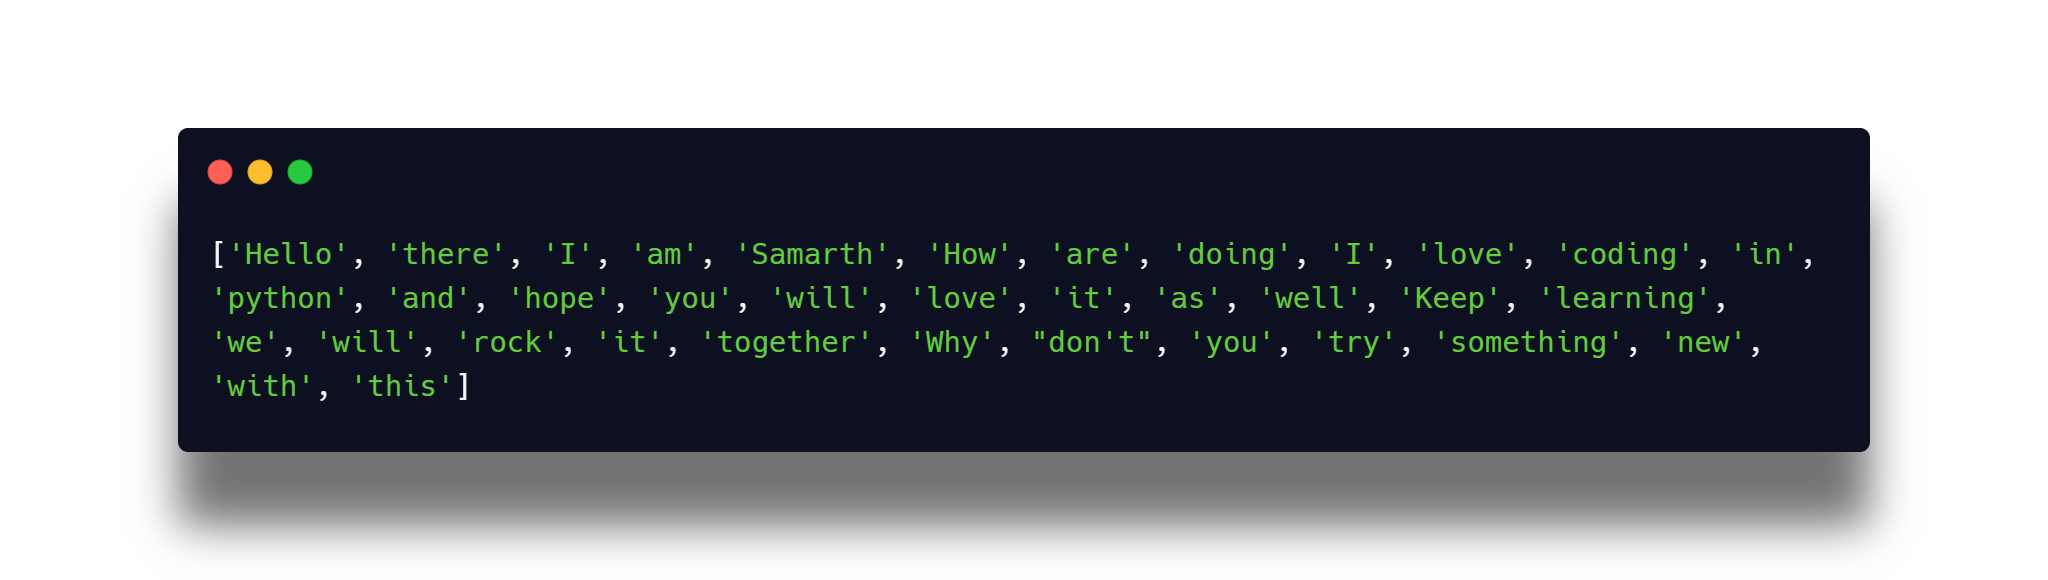 ['Hello', 'there', 'I', 'am', 'Samarth', 'How', 'are', 'doing', 'I', 'love', 'coding', 'in',
'python', 'and', 'hope', 'you', 'will', 'love', 'it', 'as', 'well', 'Keep', 'learning',
'we', 'will', 'rock', 'it', 'together', 'Why', "don't", 'you', 'try', 'something', 'new',
'with', 'this']